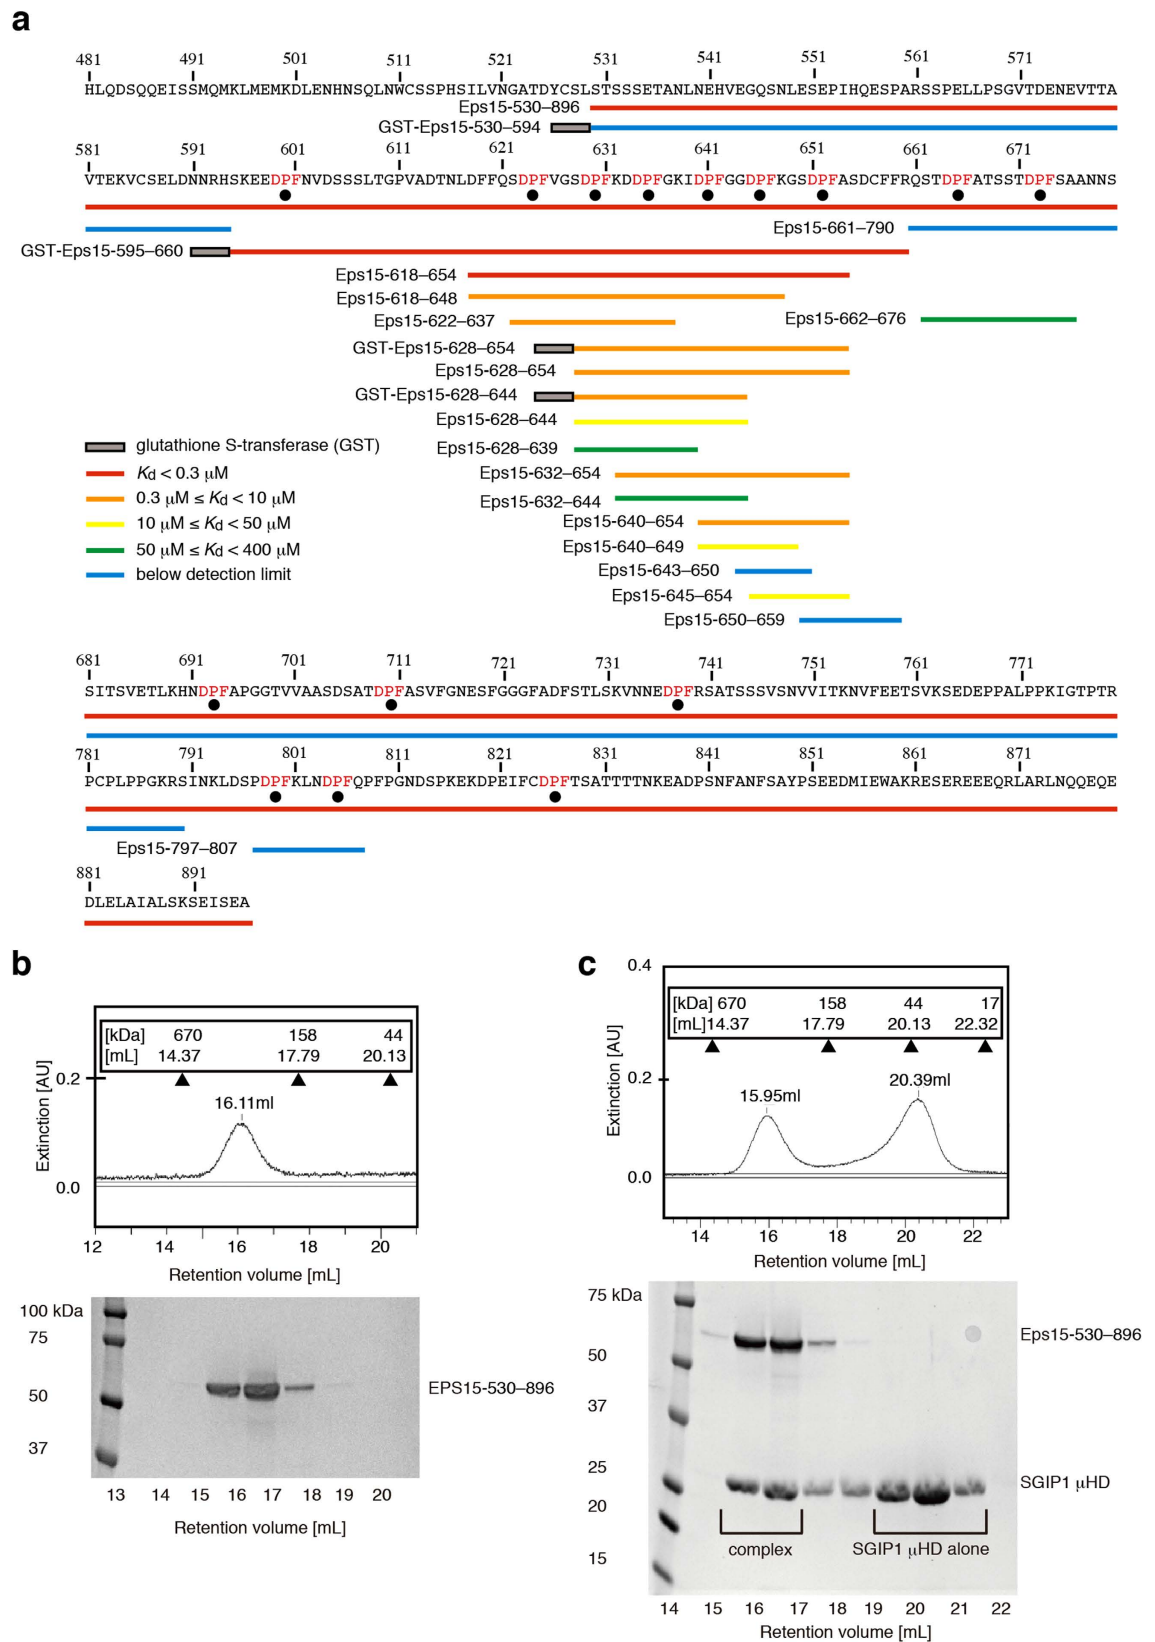 a
481 491 501 511 521 531 541 551 561 571
HLQDSQQEISSMQMKLMEMKDLENHNSQLNWCSSPHSILVNGATDYCSLSTSSSETANLNEHVEGQSNLESEPIHQESPARSSPELLPSGVTDENEVTTA
Eps15-530–896
GST-Eps15-530–594
581 591 601 611 621 631 641 651 661 671
VTEKVCSELDNNRHSKEEDPFNVDSSSLTGPVADTNLDFFQSDPFVGSDPFKDDPFGKIDPFGGDPFKGSDPFASDCFFRQSTDPFATSSTDPFSAANNS
Eps15-661–790
GST-Eps15-595–660
Eps15-618–654
Eps15-618–648
Eps15-622–637
Eps15-662–676
GST-Eps15-628–654
Eps15-628–654
GST-Eps15-628–644
Eps15-628–644
glutathione S-transferase (GST)
Eps15-628–639
Kd < 0.3 μM
Eps15-632–654
0.3 μM ≤ Kd < 10 μM
Eps15-632–644
10 μM ≤ Kd < 50 μM
Eps15-640–654
50 μM ≤ Kd < 400 μM
Eps15-640–649
below detection limit
Eps15-643–650
Eps15-645–654
Eps15-650–659
681 691 701 711 721 731 741 751 761 771
SITSVETLKHNDPFAPGGTVVAASDSATDPFASVFGNESFGGGFADFSTLSKVNNEDPFRSATSSSVSNVVITKNVFEETSVKSEDEPPALPPKIGTPTR
781 791 801 811 821 831 841 851 861 871
PCPLPPGKRSINKLDSPDPFKLNDPFQPFPGNDSPKEKDPEIFCDPFTSATTTTNKEADPSNFANFSAYPSEEDMIEWAKRESEREEEQRLARLNQQEQE
Eps15-797–807
881 891
DLELAIALSKSEISEA
b
[kDa] 670 158 44
[mL] 14.37 17.79 20.13
Extinction [AU]
0.2
16.11ml
0.0
12 14 16 18 20
Retention volume [mL]
100 kDa
75
50
37
EPS15-530–896
13 14 15 16 17 18 19 20
Retention volume [mL]
c
0.4
[kDa] 670 158 44 17
[mL]14.37 17.79 20.13 22.32
Extinction [AU]
0.2
15.95ml
20.39ml
0.0
14 16 18 20 22
Retention volume [mL]
75 kDa
Eps15-530–896
50
37
25
SGIP1 μHD
20
complex
SGIP1 μHD alone
15
14 15 16 17 18 19 20 21 22
Retention volume [mL]